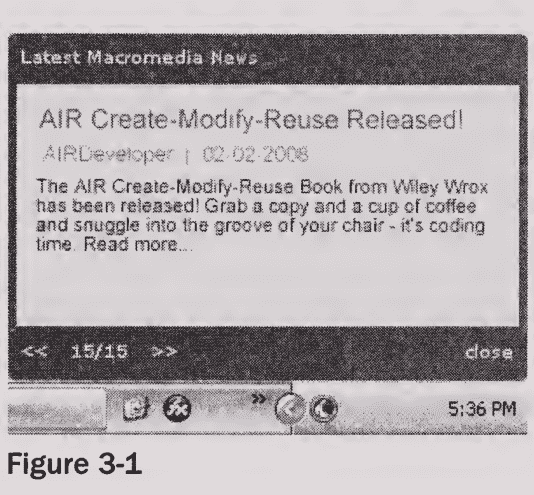 Latest Macromedia News
AIR Create-Modify-Reuse Released!
AIRDeveloper | 02-02-2008
The AIR Create-Modify-Reuse Book from Wiley Wrox
has been released! Grab a copy and a cup of coffee
and snuggle into the groove of your chair - it's coding
time. Read more...
<< 15/15 >> close
» 5:36 PM
Figure 3-1